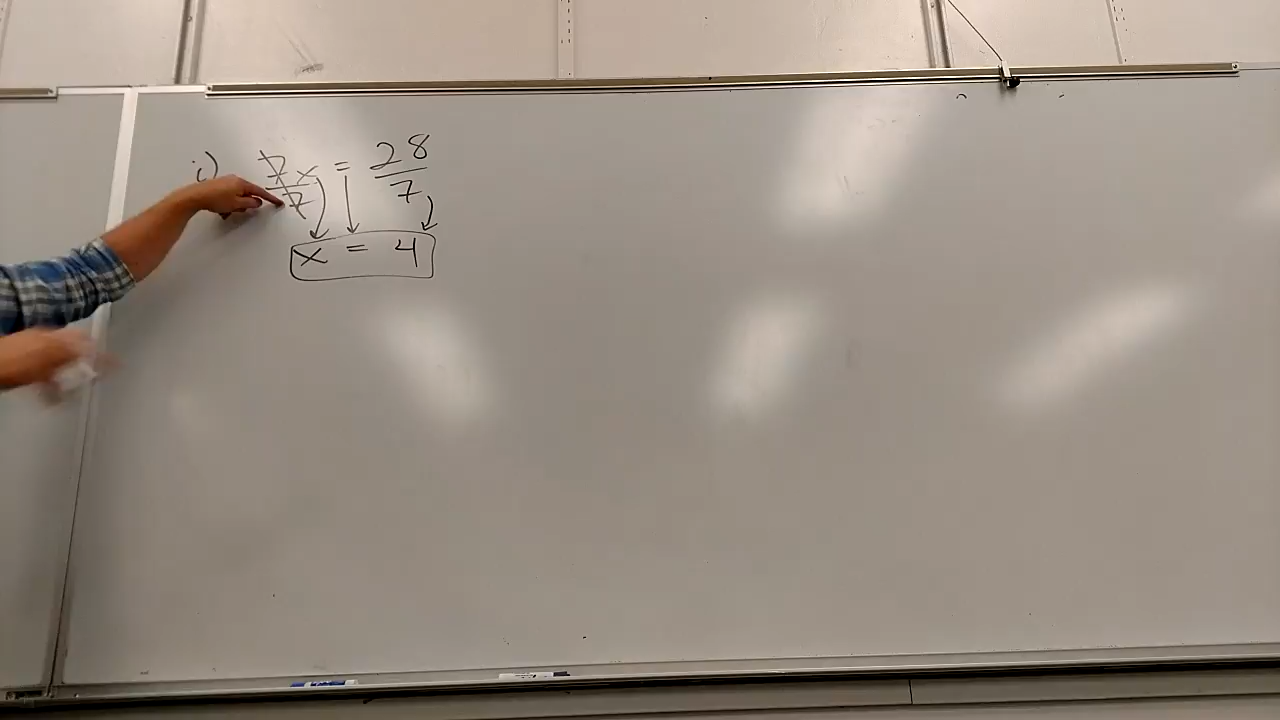 i) 7x = 28
7 7
x = 4